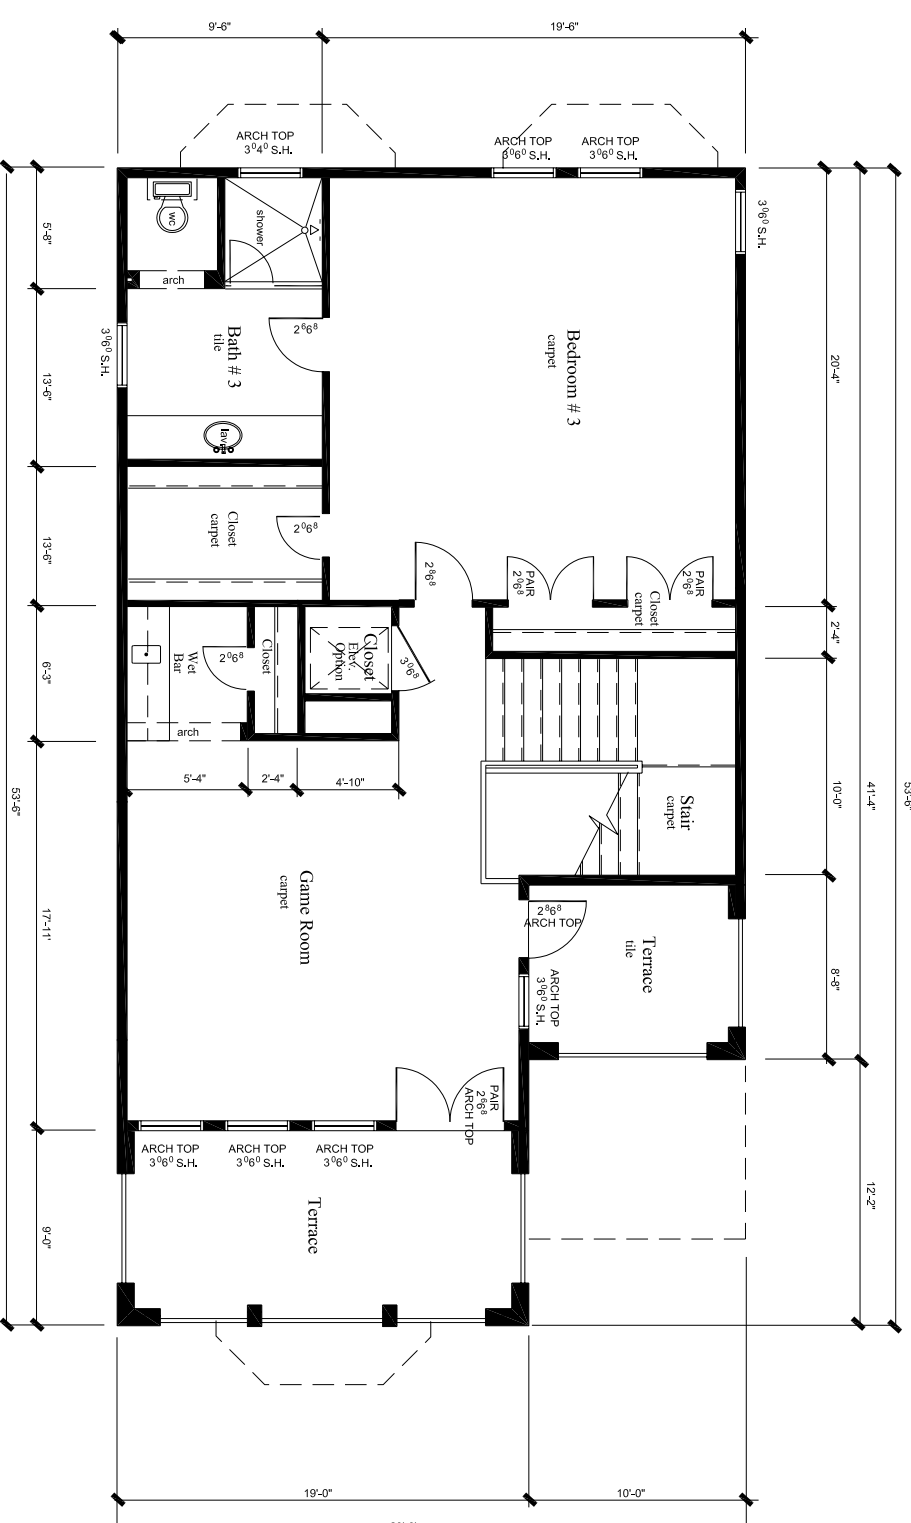 9'-6"
19'-6"
ARCH TOP
3⁰4⁰ S.H.
ARCH TOP
3⁰6⁰ S.H.
ARCH TOP
3⁰6⁰ S.H.
3⁰6⁰ S.H.
wc
shower
arch
5'-8"
3⁰6⁰ S.H.
Bath # 3
tile
2⁶6⁸
Bedroom # 3
carpet
20'-4"
13'-6"
lav
Closet
carpet
2⁰6⁸
13'-6"
2⁸6⁸
PAIR
2⁰6⁸
PAIR
2⁰6⁸
Closet
carpet
2'-4"
Wet
Bar
2⁰6⁸
Closet
Closet
Elev.
Option
3⁰6⁸
6'-3"
arch
5'-4"
2'-4"
4'-10"
Stair
carpet
10'-0"
41'-4"
53'-6"
53'-6"
Game Room
carpet
17'-11'
2⁸6⁸
ARCH TOP
Terrace
tile
8'-8"
ARCH TOP
3⁰6⁰ S.H.
PAIR
2⁶6⁸
ARCH TOP
ARCH TOP
3⁰6⁰ S.H.
ARCH TOP
3⁰6⁰ S.H.
ARCH TOP
3⁰6⁰ S.H.
Terrace
9'-0"
12'-2"
19'-0"
10'-0"